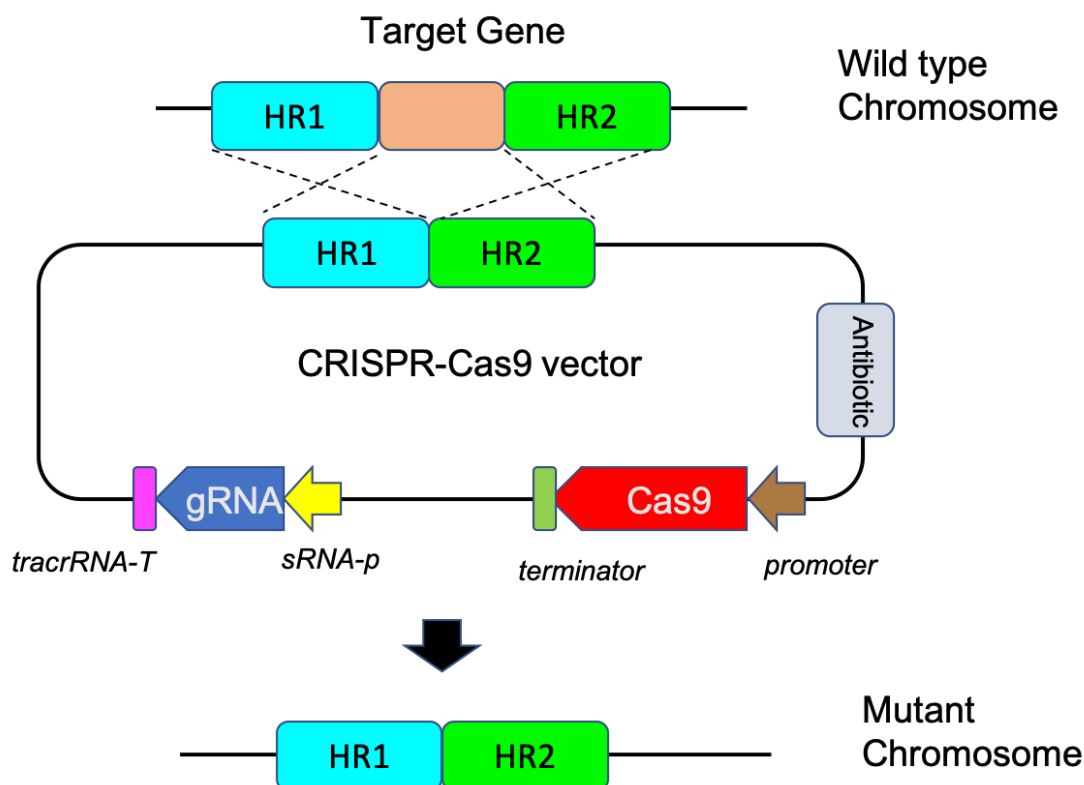 Target Gene
Wild type
Chromosome
HR1
HR2
HR1
HR2
Antibiotic
CRISPR-Cas9 vector
gRNA
Cas9
tracrRNA-T
sRNA-p
terminator
promoter
Mutant
Chromosome
HR1
HR2